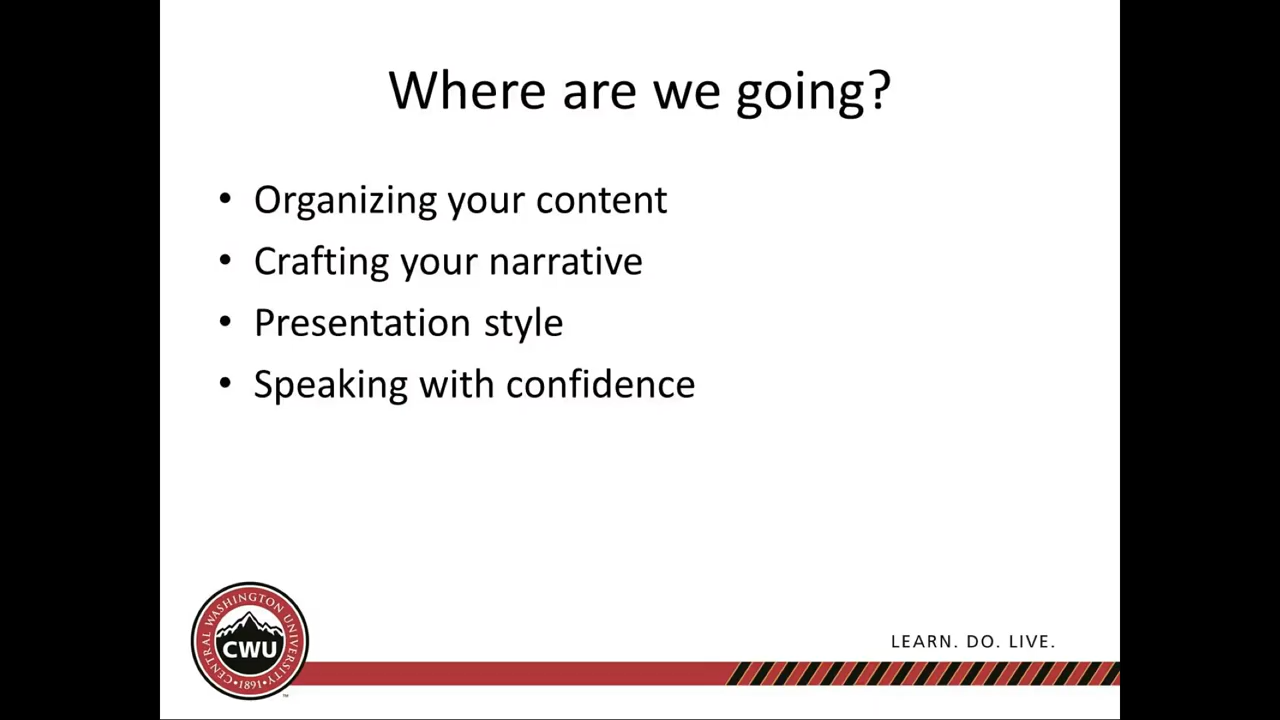 Where are we going?
• Organizing your content
• Crafting your narrative
• Presentation style
• Speaking with confidence
CENTRAL WASHINGTON UNIVERSITY
CWU
•1891•
™
LEARN. DO. LIVE.